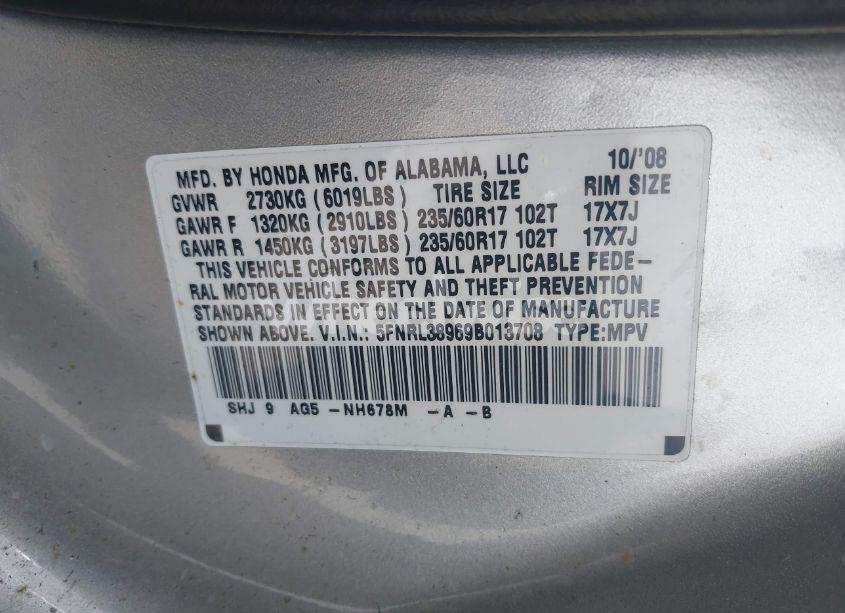 MFD. BY HONDA MFG. OF ALABAMA, LLC 10/'08
GVWR 2730KG (6019LBS) TIRE SIZE RIM SIZE
GAWR F 1320KG (2910LBS) 235/60R17 102T 17X7J
GAWR R 1450KG (3197LBS) 235/60R17 102T 17X7J
THIS VEHICLE CONFORMS TO ALL APPLICABLE FEDE-
RAL MOTOR VEHICLE SAFETY AND THEFT PREVENTION
STANDARDS IN EFFECT ON THE DATE OF MANUFACTURE
SHOWN ABOVE. V.I.N.: 5FNRL38969B013708 TYPE:MPV
SHJ 9 AG5 -NH678M -A -B